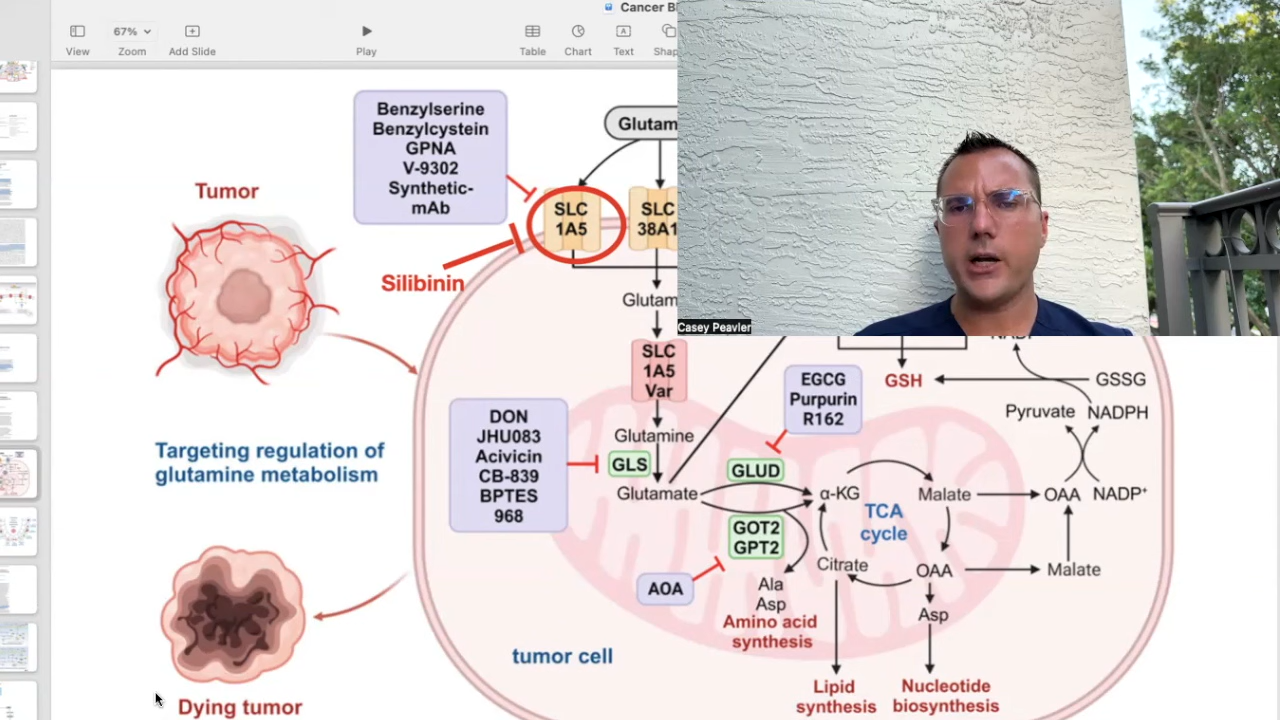 Cancer B
67%
View
Zoom
Add Slide
Play
Table
Chart
Text
Shap
Benzylserine
Benzylcystein
GPNA
V-9302
Synthetic-
mAb
Glutam
Tumor
SLC
1A5
SLC
38A1
Silibinin
Casey Peavler
Glutam
SLC
1A5
Var
EGCG
Purpurin
R162
GSH
GSSG
Pyruvate
NADPH
DON
JHU083
Acivicin
CB-839
BPTES
968
Targeting regulation of
glutamine metabolism
Glutamine
GLS
GLUD
Glutamate
α-KG
Malate
OAA
NADP+
TCA
cycle
GOT2
GPT2
Citrate
OAA
Malate
AOA
Ala
Asp
Asp
Amino acid
synthesis
tumor cell
Lipid
synthesis
Nucleotide
biosynthesis
Dying tumor